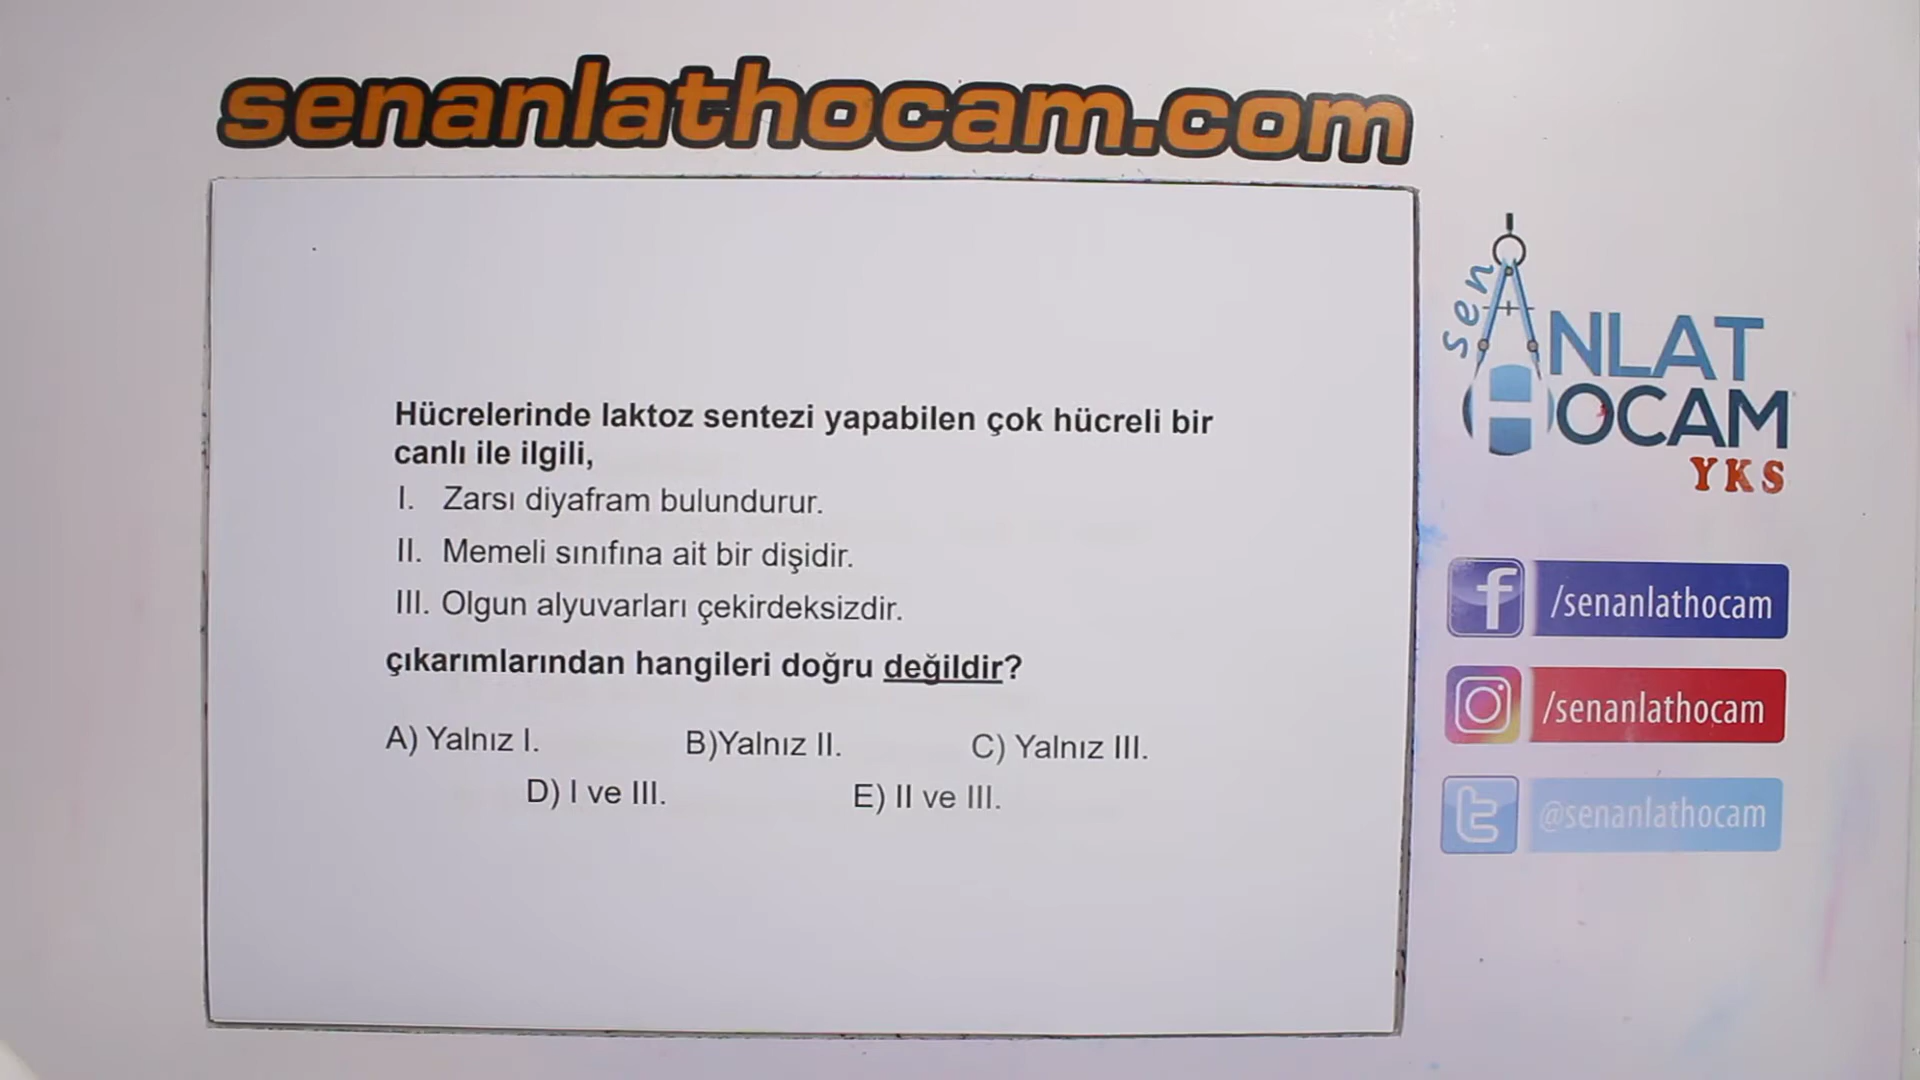 senanlathocam.com
Hücrelerinde laktoz sentezi yapabilen çok hücreli bir
canlı ile ilgili,
I. Zarsı diyafram bulundurur.
II. Memeli sınıfına ait bir dişidir.
III. Olgun alyuvarları çekirdeksizdir.
çıkarımlarından hangileri doğru değildir?
A) Yalnız I. B)Yalnız II. C) Yalnız III.
D) I ve III. E) II ve III.
sen
ANLAT
HOCAM
YKS
f /senanlathocam
/senanlathocam
t @senanlathocam